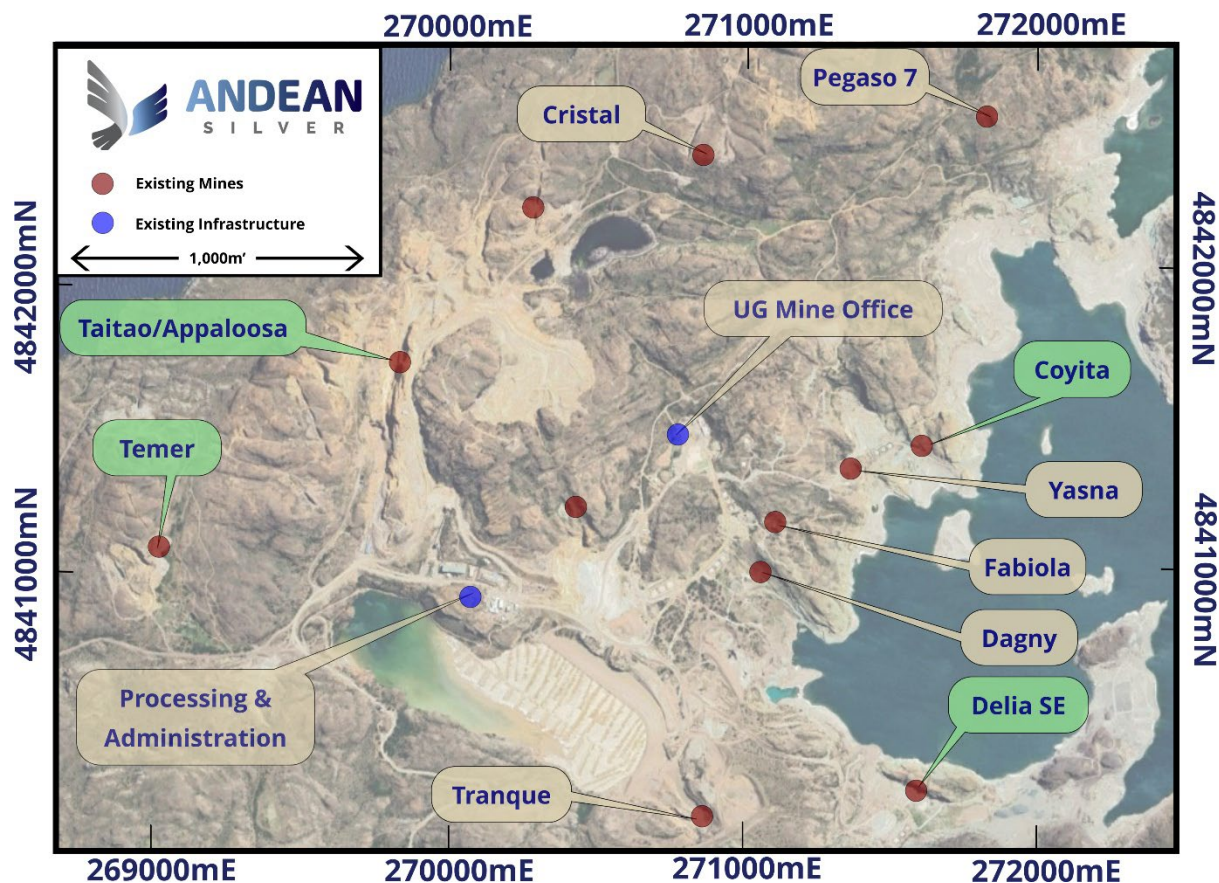 270000mE
271000mE
272000mE
ANDEAN
SILVER
Existing Mines
Existing Infrastructure
1,000m'
Pegaso 7
Cristal
4842000mN
4842000mN
UG Mine Office
Taitao/Appaloosa
Coyita
Temer
Yasna
4841000mN
4841000mN
Fabiola
Dagny
Processing &
Administration
Delia SE
Tranque
269000mE
270000mE
271000mE
272000mE